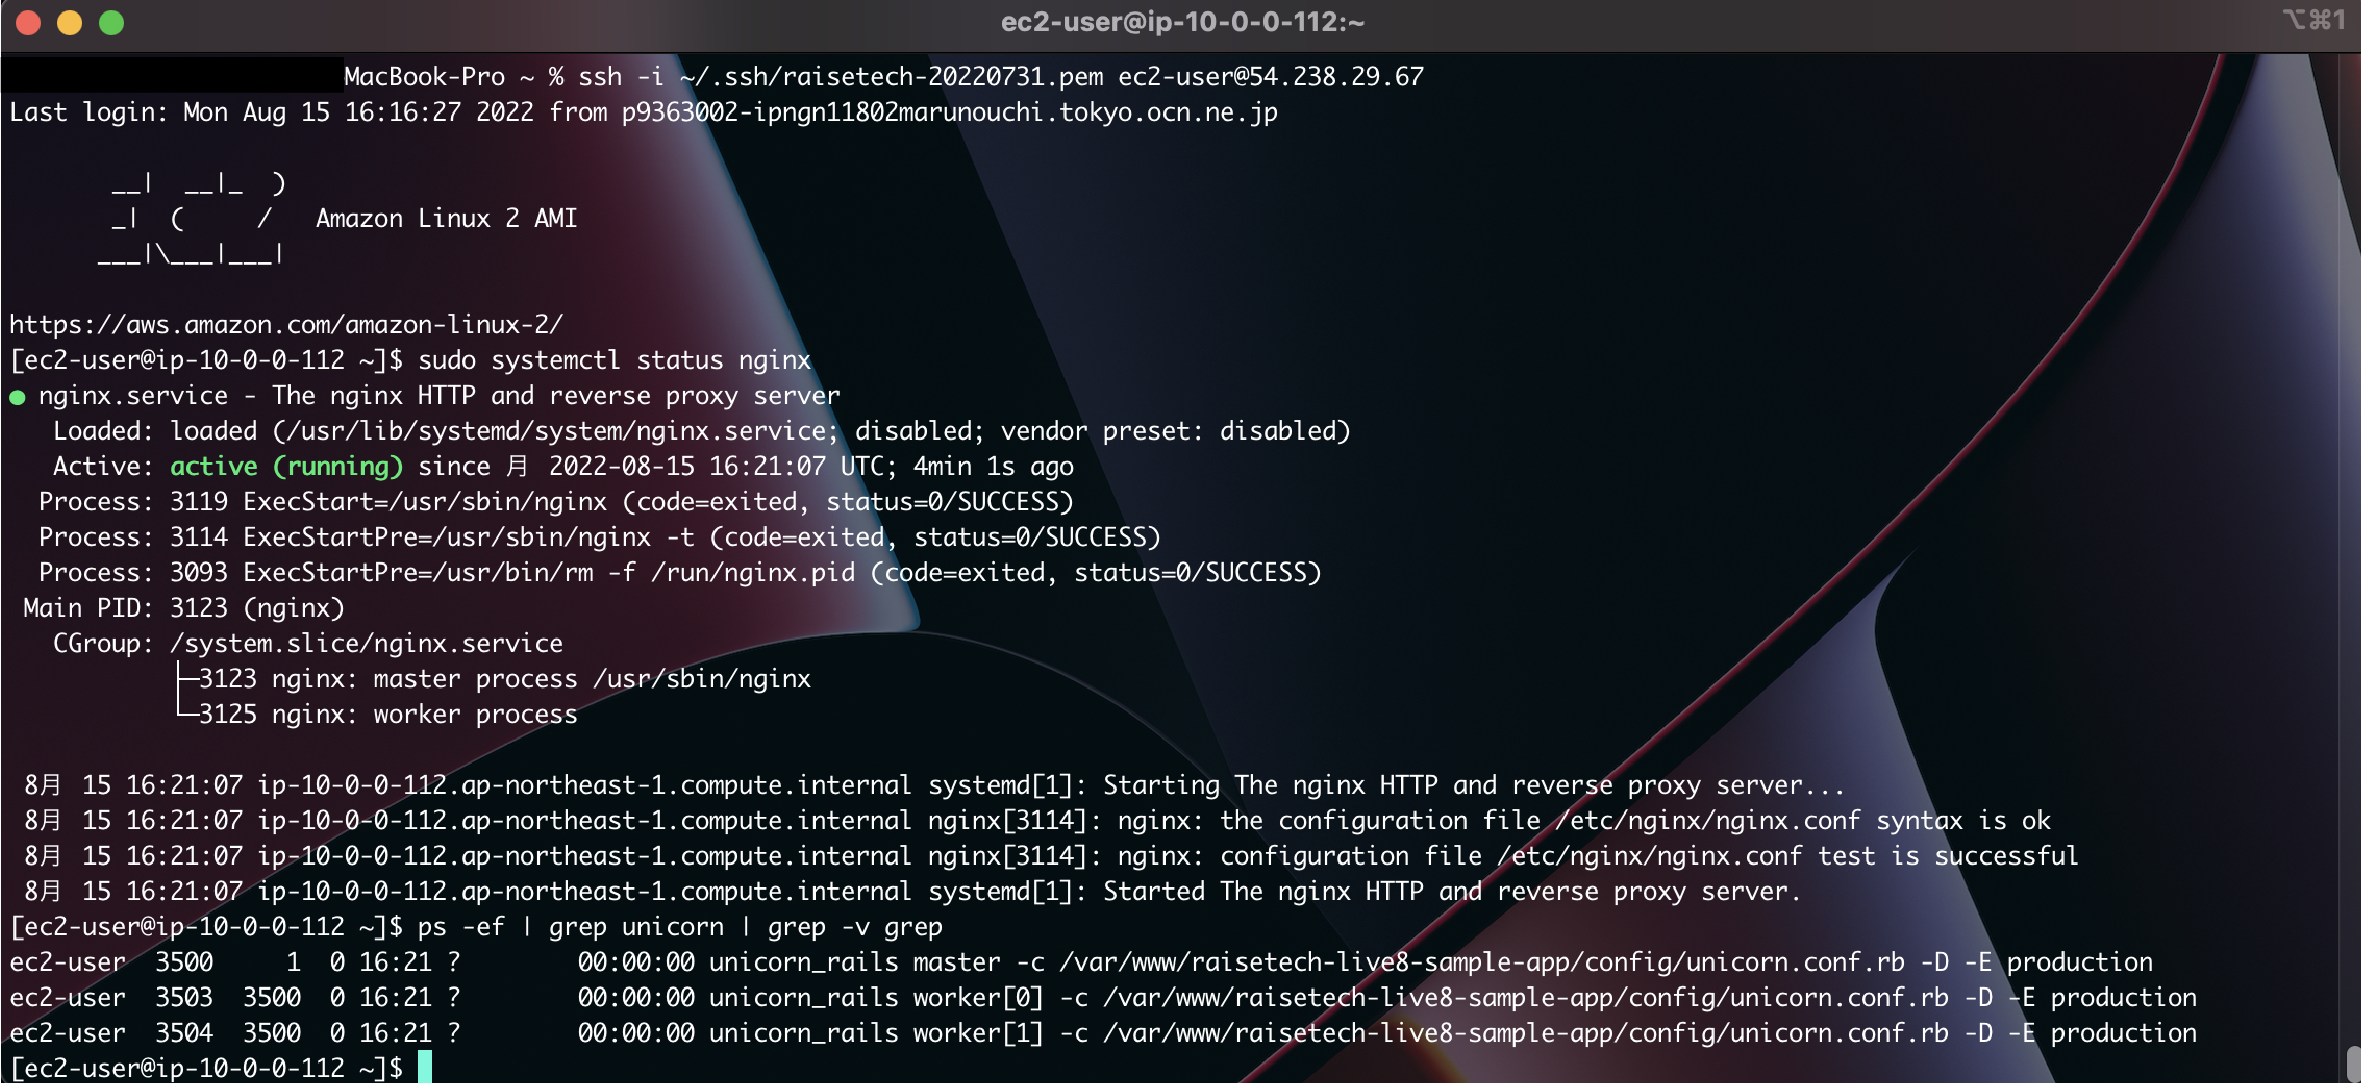 ec2-user@ip-10-0-0-112:~
⌥⌘1
MacBook-Pro ~ % ssh -i ~/.ssh/raisetech-20220731.pem ec2-user@54.238.29.67
Last login: Mon Aug 15 16:16:27 2022 from p9363002-ipngn11802marunouchi.tokyo.ocn.ne.jp
       __|  __|_  )
       _|  (     /   Amazon Linux 2 AMI
      ___|\___|___|
https://aws.amazon.com/amazon-linux-2/
[ec2-user@ip-10-0-0-112 ~]$ sudo systemctl status nginx
● nginx.service - The nginx HTTP and reverse proxy server
   Loaded: loaded (/usr/lib/systemd/system/nginx.service; disabled; vendor preset: disabled)
   Active: active (running) since 月 2022-08-15 16:21:07 UTC; 4min 1s ago
  Process: 3119 ExecStart=/usr/sbin/nginx (code=exited, status=0/SUCCESS)
  Process: 3114 ExecStartPre=/usr/sbin/nginx -t (code=exited, status=0/SUCCESS)
  Process: 3093 ExecStartPre=/usr/bin/rm -f /run/nginx.pid (code=exited, status=0/SUCCESS)
 Main PID: 3123 (nginx)
   CGroup: /system.slice/nginx.service
           ├─3123 nginx: master process /usr/sbin/nginx
           └─3125 nginx: worker process
 8月 15 16:21:07 ip-10-0-0-112.ap-northeast-1.compute.internal systemd[1]: Starting The nginx HTTP and reverse proxy server...
 8月 15 16:21:07 ip-10-0-0-112.ap-northeast-1.compute.internal nginx[3114]: nginx: the configuration file /etc/nginx/nginx.conf syntax is ok
 8月 15 16:21:07 ip-10-0-0-112.ap-northeast-1.compute.internal nginx[3114]: nginx: configuration file /etc/nginx/nginx.conf test is successful
 8月 15 16:21:07 ip-10-0-0-112.ap-northeast-1.compute.internal systemd[1]: Started The nginx HTTP and reverse proxy server.
[ec2-user@ip-10-0-0-112 ~]$ ps -ef | grep unicorn | grep -v grep
ec2-user  3500     1  0 16:21 ?        00:00:00 unicorn_rails master -c /var/www/raisetech-live8-sample-app/config/unicorn.conf.rb -D -E production
ec2-user  3503  3500  0 16:21 ?        00:00:00 unicorn_rails worker[0] -c /var/www/raisetech-live8-sample-app/config/unicorn.conf.rb -D -E production
ec2-user  3504  3500  0 16:21 ?        00:00:00 unicorn_rails worker[1] -c /var/www/raisetech-live8-sample-app/config/unicorn.conf.rb -D -E production
[ec2-user@ip-10-0-0-112 ~]$